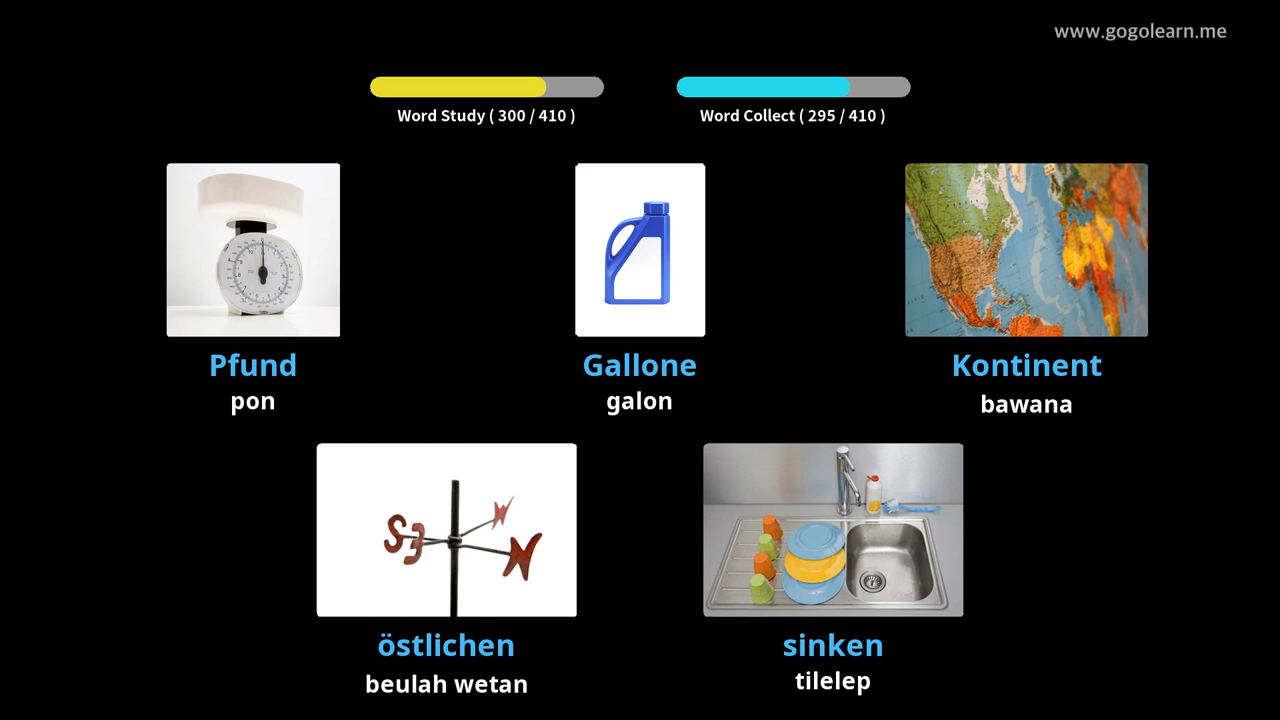 www.gogolearn.me
Word Study ( 300 / 410 )
Word Collect ( 295 / 410 )
Pfund
pon
Gallone
galon
Kontinent
bawana
S
E
N
W
östlichen
beulah wetan
sinken
tilelep